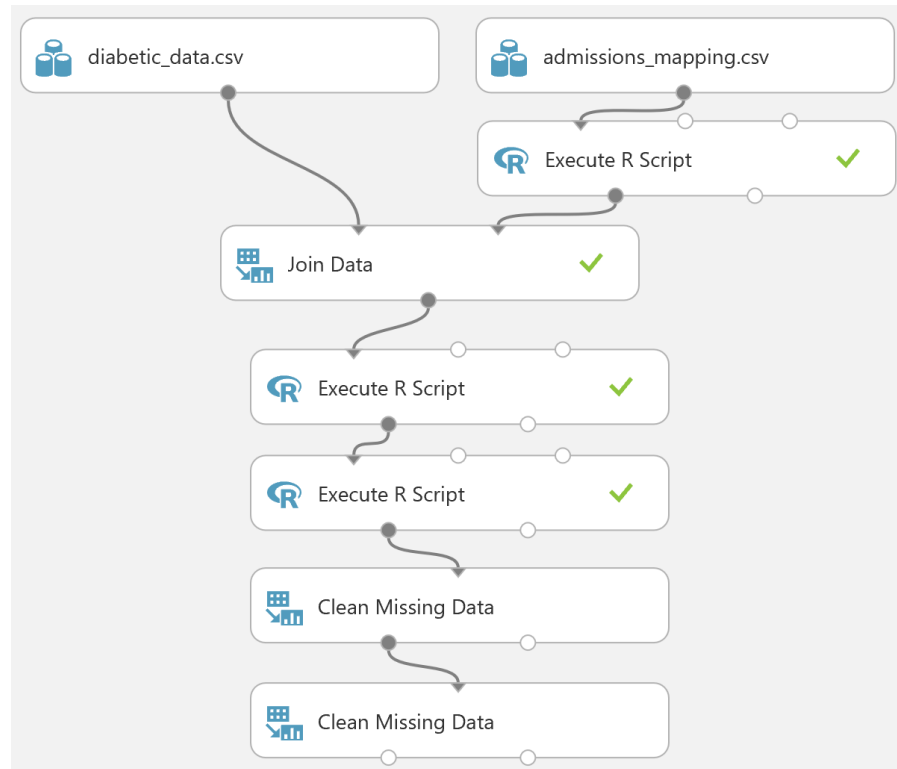 diabetic_data.csv
admissions_mapping.csv
Execute R Script
Join Data
Execute R Script
Execute R Script
Clean Missing Data
Clean Missing Data